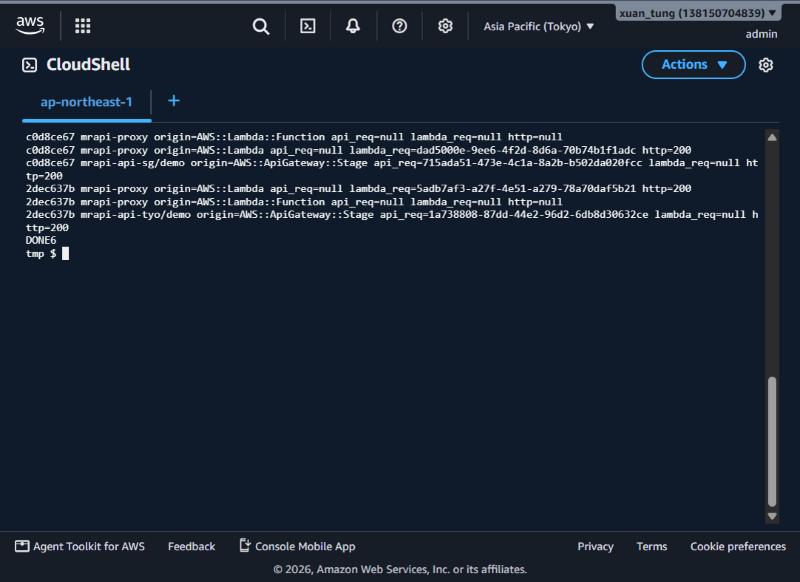 aws
Asia Pacific (Tokyo) ▼
xuan_tung (138150704839) ▼
admin
CloudShell
Actions ▼
ap-northeast-1
+
c0d8ce67 mrapi-proxy origin=AWS::Lambda::Function api_req=null lambda_req=null http=null
c0d8ce67 mrapi-proxy origin=AWS::Lambda api_req=null lambda_req=dad5000e-9ee6-4f2d-8d6a-70b74b1f1adc http=200
c0d8ce67 mrapi-api-sg/demo origin=AWS::ApiGateway::Stage api_req=715ada51-473e-4c1a-8a2b-b502da020fcc lambda_req=null ht
tp=200
2dec637b mrapi-proxy origin=AWS::Lambda api_req=null lambda_req=5adb7af3-a27f-4e51-a279-78a70daf5b21 http=200
2dec637b mrapi-proxy origin=AWS::Lambda::Function api_req=null lambda_req=null http=null
2dec637b mrapi-api-tyo/demo origin=AWS::ApiGateway::Stage api_req=1a738808-87dd-44e2-96d2-6db8d30632ce lambda_req=null h
ttp=200
DONE6
tmp $
Agent Toolkit for AWS
Feedback
Console Mobile App
Privacy
Terms
Cookie preferences
© 2026, Amazon Web Services, Inc. or its affiliates.